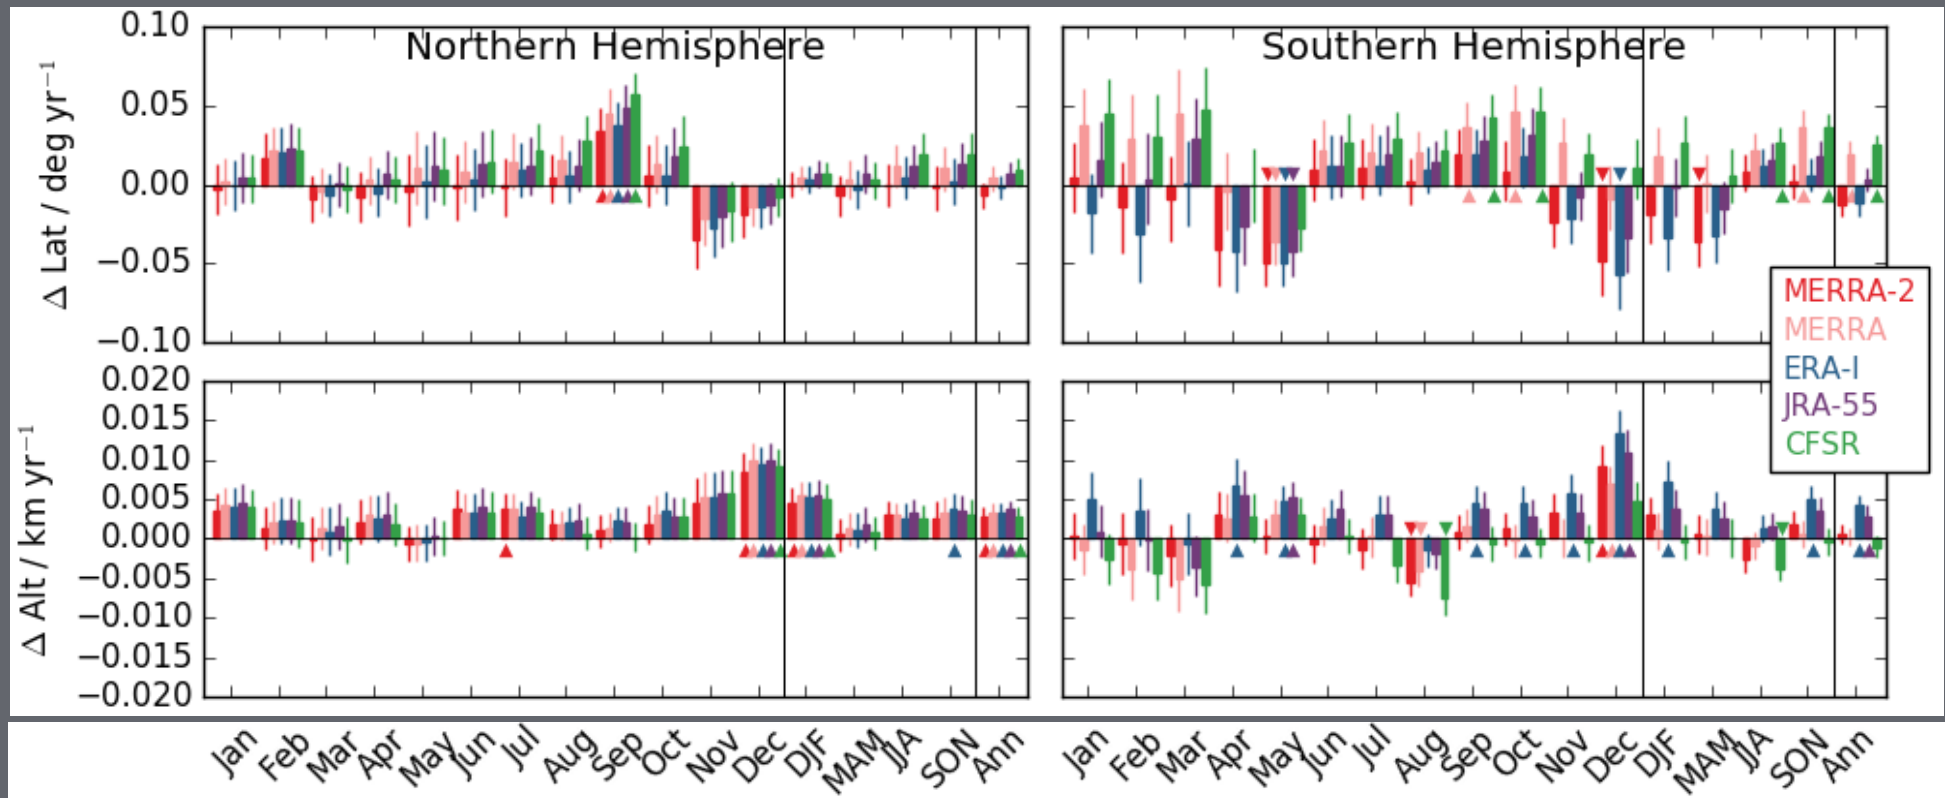 Northern Hemisphere
Southern Hemisphere
Δ Lat / deg yr⁻¹
0.10
0.05
0.00
−0.05
−0.10
MERRA-2
MERRA
ERA-I
JRA-55
CFSR
Δ Alt / km yr⁻¹
0.020
0.015
0.010
0.005
0.000
−0.005
−0.010
−0.015
−0.020
Jan Feb Mar Apr May Jun Jul Aug Sep Oct Nov Dec DJF MAM JJA SON Ann
Jan Feb Mar Apr May Jun Jul Aug Sep Oct Nov Dec DJF MAM JJA SON Ann